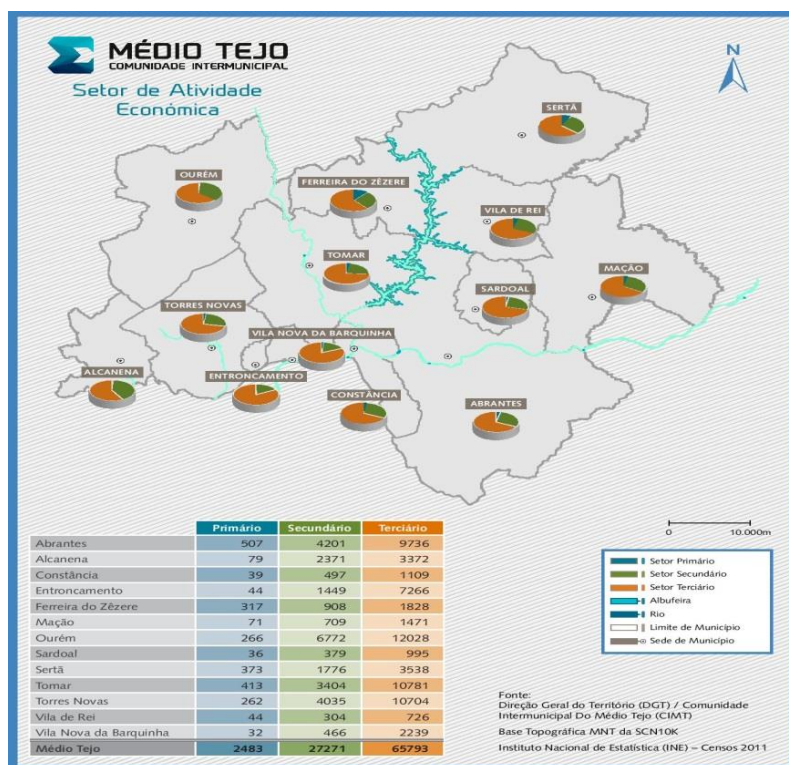 MÉDIO TEJO
COMUNIDADE INTERMUNICIPAL
Setor de Atividade
Económica
N
SERTÃ
OURÉM
FERREIRA DO ZÊZERE
VILA DE REI
TOMAR
MAÇÃO
SARDOAL
TORRES NOVAS
VILA NOVA DA BARQUINHA
ALCANENA
ENTRONCAMENTO
CONSTÂNCIA
ABRANTES
Primário Secundário Terciário
Abrantes 507 4201 9736
Alcanena 79 2371 3372
Constância 39 497 1109
Entroncamento 44 1449 7266
Ferreira do Zêzere 317 908 1828
Mação 71 709 1471
Ourém 266 6772 12028
Sardoal 36 379 995
Sertã 373 1776 3538
Tomar 413 3404 10781
Torres Novas 262 4035 10704
Vila de Rei 44 304 726
Vila Nova da Barquinha 32 466 2239
Médio Tejo 2483 27271 65793
0 10.000m
Setor Primário
Setor Secundário
Setor Terciário
Albufeira
Rio
Limite de Município
Sede de Município
Fonte:
Direção Geral do Território (DGT) / Comunidade
Intermunicipal Do Médio Tejo (CIMT)
Base Topográfica MNT da SCN10K
Instituto Nacional de Estatística (INE) – Censos 2011